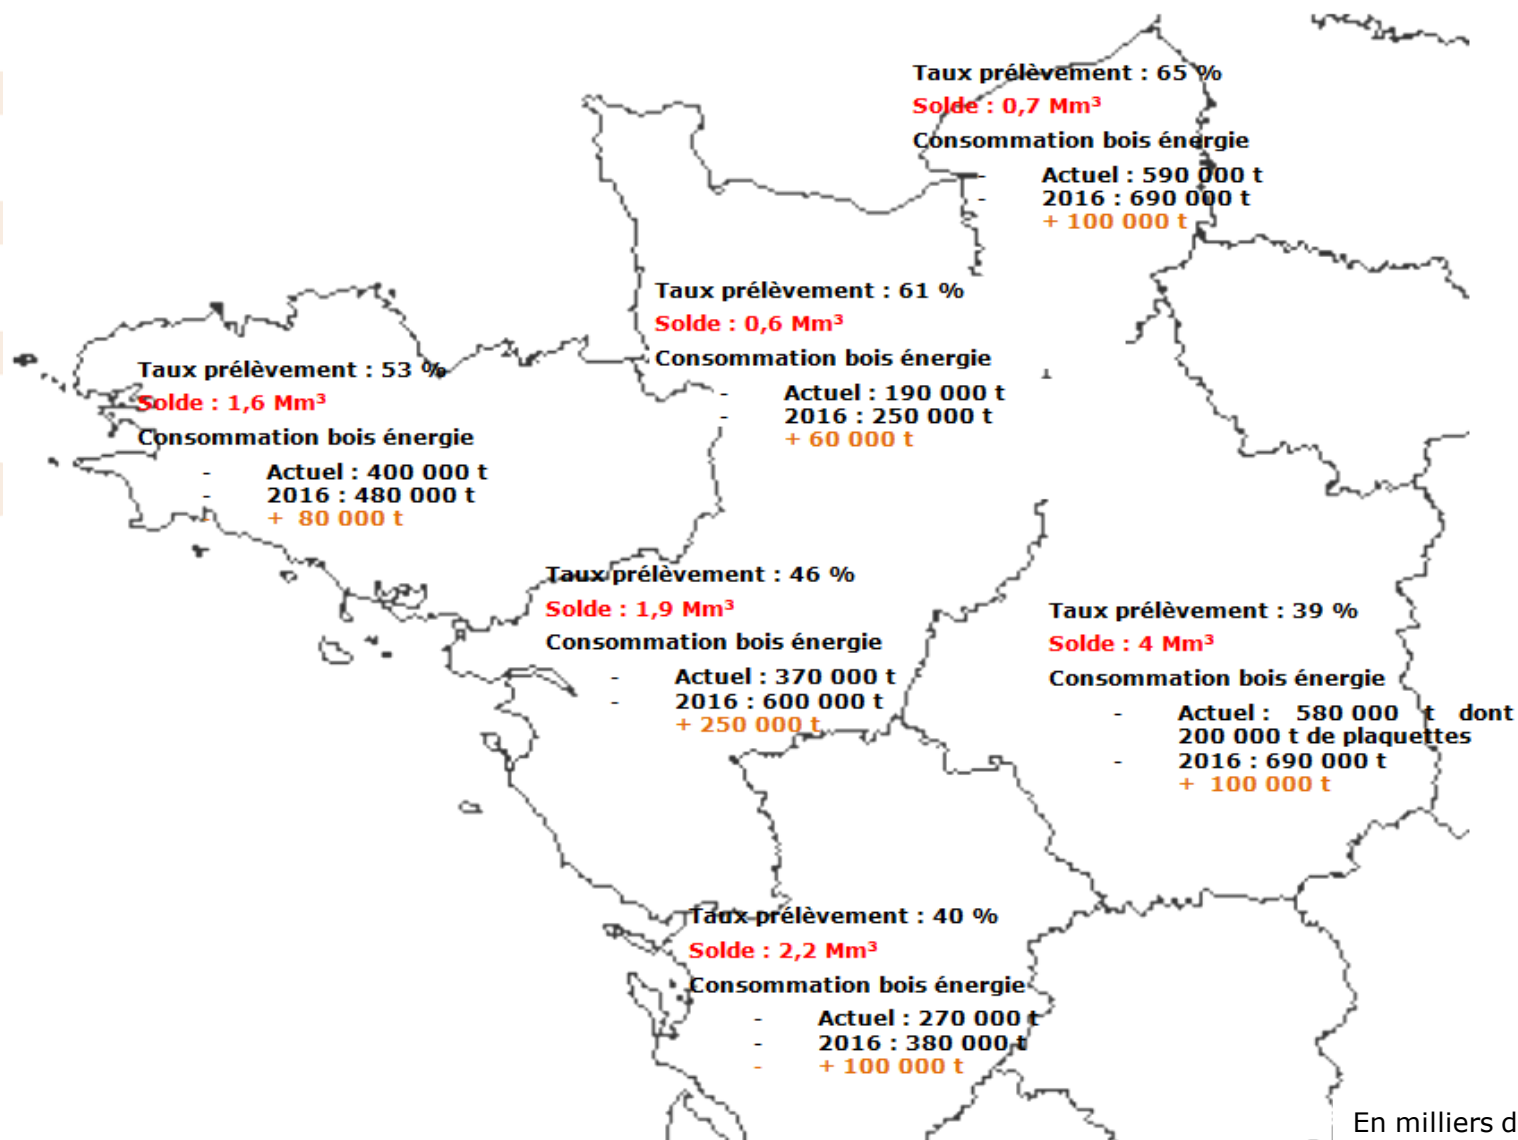 Taux prélèvement : 65 %
Solde : 0,7 Mm³
Consommation bois énergie
- Actuel : 590 000 t
- 2016 : 690 000 t
+ 100 000 t
Taux prélèvement : 61 %
Solde : 0,6 Mm³
Consommation bois énergie
- Actuel : 190 000 t
- 2016 : 250 000 t
+ 60 000 t
Taux prélèvement : 53 %
Solde : 1,6 Mm³
Consommation bois énergie
- Actuel : 400 000 t
- 2016 : 480 000 t
- + 80 000 t
Taux prélèvement : 46 %
Solde : 1,9 Mm³
Consommation bois énergie
- Actuel : 370 000 t
- 2016 : 600 000 t
+ 250 000 t
Taux prélèvement : 39 %
Solde : 4 Mm³
Consommation bois énergie
- Actuel : 580 000 t dont
200 000 t de plaquettes
- 2016 : 690 000 t
+ 100 000 t
Taux prélèvement : 40 %
Solde : 2,2 Mm³
Consommation bois énergie
- Actuel : 270 000 t
- 2016 : 380 000 t
- + 100 000 t
En milliers d